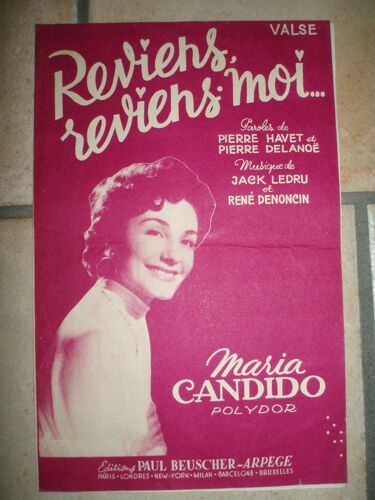 VALSE
Reviens,
reviens-moi...
Paroles de
PIERRE HAVET et
PIERRE DELANOË
Musique de
JACK LEDRU
et
RENÉ DENONCIN
Maria
CANDIDO
POLYDOR
Editions PAUL BEUSCHER-ARPEGE
PARIS-LONDRES-NEW-YORK-MILAN-BARCELONE-BRUXELLES